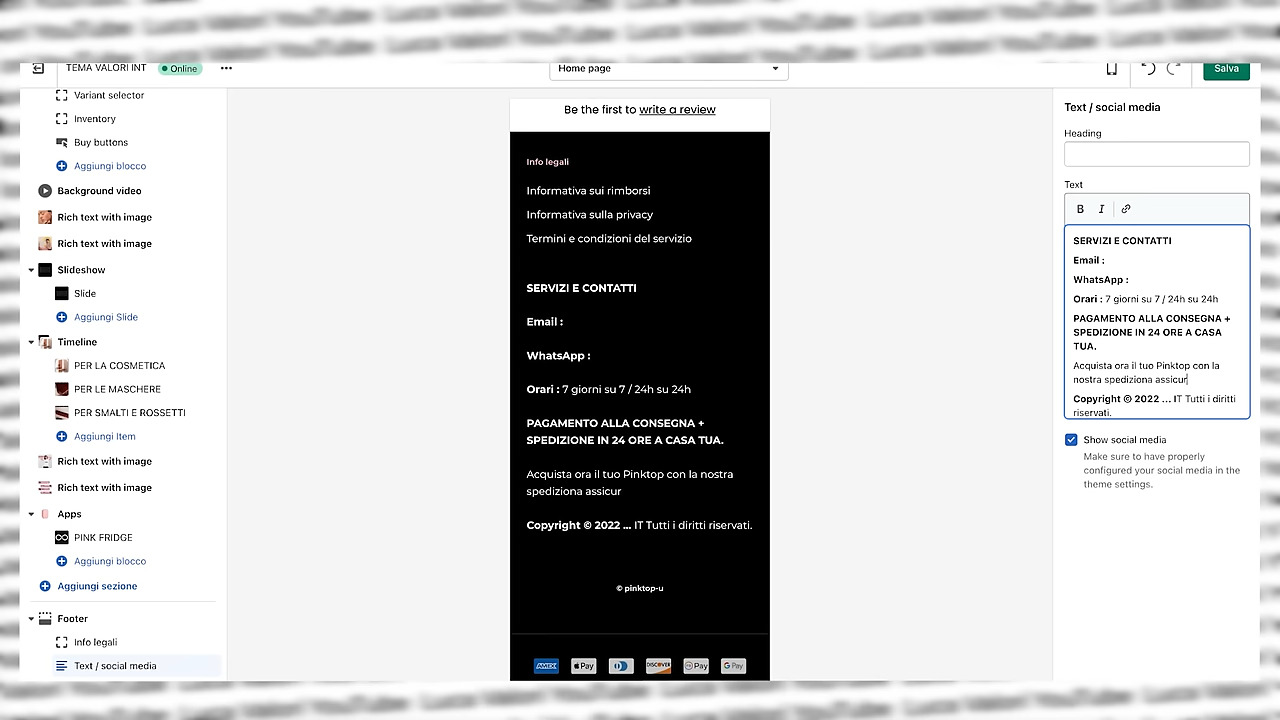 TEMA VALORI INT
Online
Home page
Salva
Variant selector
Inventory
Buy buttons
Aggiungi blocco
Background video
Rich text with image
Rich text with image
Slideshow
Slide
Aggiungi Slide
Timeline
PER LA COSMETICA
PER LE MASCHERE
PER SMALTI E ROSSETTI
Aggiungi Item
Rich text with image
Rich text with image
Apps
PINK FRIDGE
Aggiungi blocco
Aggiungi sezione
Footer
Info legali
Text / social media
Be the first to write a review
Info legali
Informativa sui rimborsi
Informativa sulla privacy
Termini e condizioni del servizio
SERVIZI E CONTATTI
Email :
WhatsApp :
Orari : 7 giorni su 7 / 24h su 24h
PAGAMENTO ALLA CONSEGNA +
SPEDIZIONE IN 24 ORE A CASA TUA.
Acquista ora il tuo Pinktop con la nostra
spediziona assicur
Copyright © 2022 ... IT Tutti i diritti riservati.
© pinktop-u
AMEX
Pay
DISCOVER
Pay
G Pay
Text / social media
Heading
Text
B I
SERVIZI E CONTATTI
Email :
WhatsApp :
Orari : 7 giorni su 7 / 24h su 24h
PAGAMENTO ALLA CONSEGNA +
SPEDIZIONE IN 24 ORE A CASA
TUA.
Acquista ora il tuo Pinktop con la
nostra spediziona assicur
Copyright © 2022 ... IT Tutti i diritti
riservati.
Show social media
Make sure to have properly
configured your social media in the
theme settings.